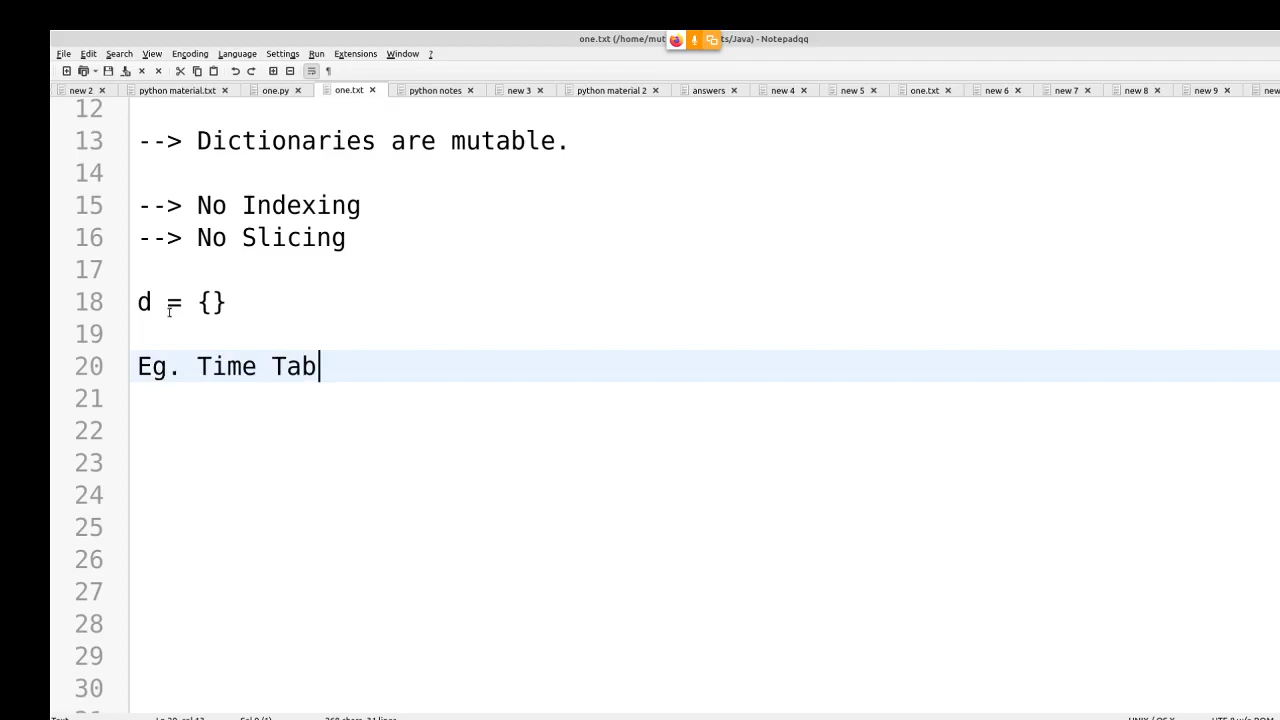 one.txt (/home/mut ts/Java) - Notepadqq
File Edit Search View Encoding Language Settings Run Extensions Window ?
new 2 python material.txt one.py one.txt python notes new 3 python material 2 answers new 4 new 5 one.txt new 6 new 7 new 8 new 9 new
12
13 --> Dictionaries are mutable.
14
15 --> No Indexing
16 --> No Slicing
17
18 d = {}
19
20 Eg. Time Tab
21
22
23
24
25
26
27
28
29
30